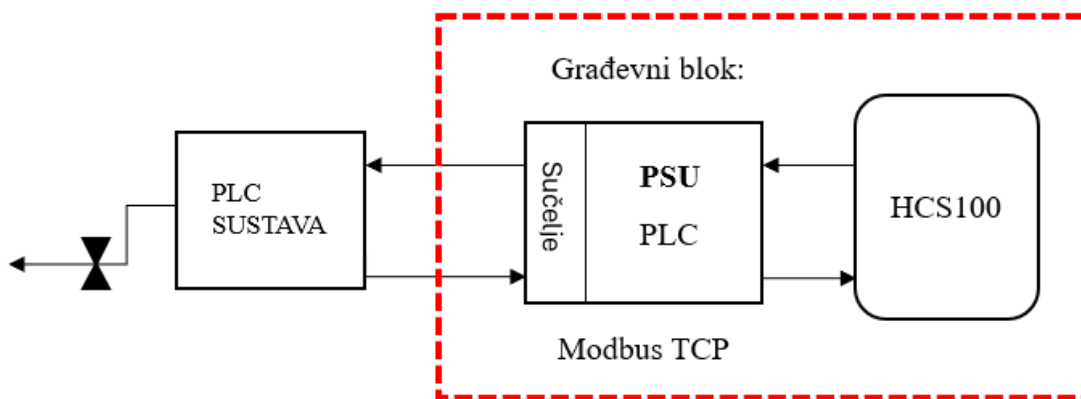 Građevni blok:
PLC
SUSTAVA
Sučelje
PSU
PLC
HCS100
Modbus TCP